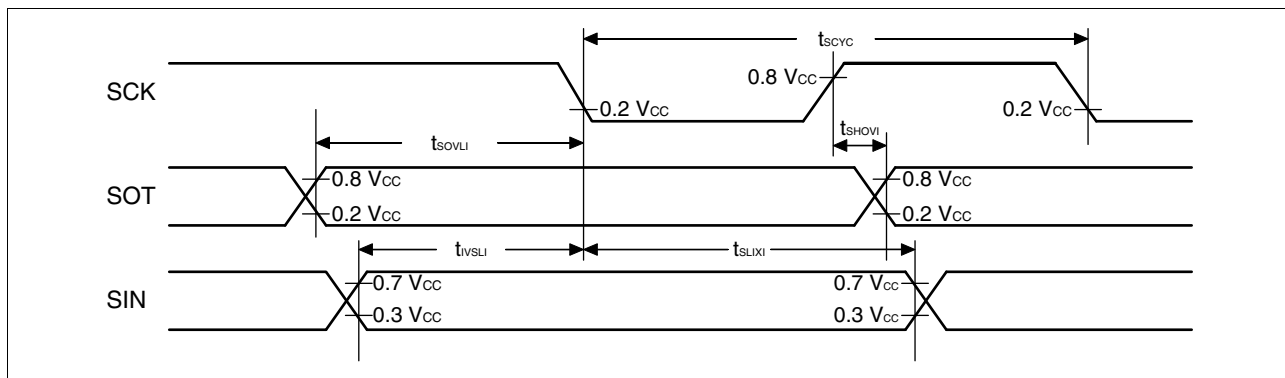 tSCYC
SCK
0.8 VCC
0.2 VCC
0.2 VCC
tSHOVI
tSOVLI
SOT
0.8 VCC
0.2 VCC
0.8 VCC
0.2 VCC
tIVSLI
tSLIXI
SIN
0.7 VCC
0.3 VCC
0.7 VCC
0.3 VCC